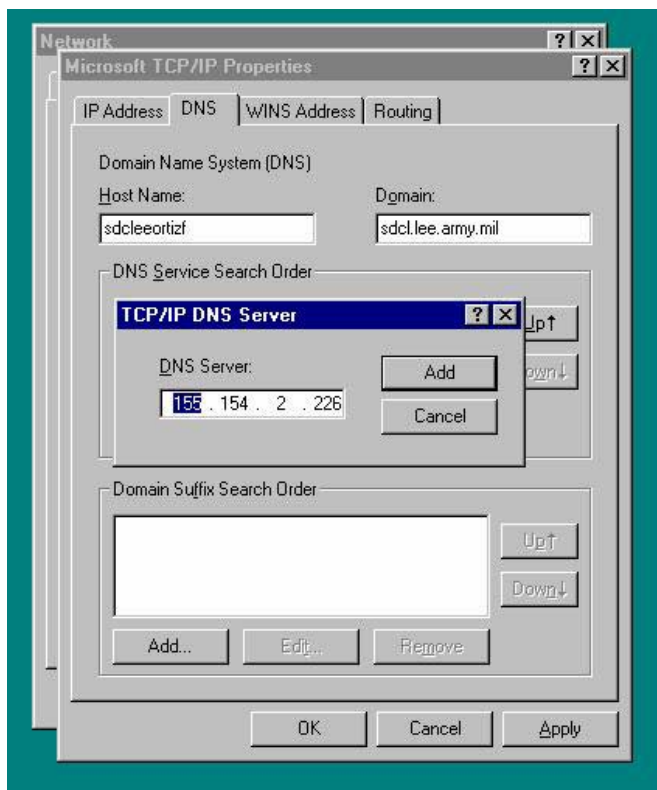 Network
Microsoft TCP/IP Properties
IP Address DNS WINS Address Routing
Domain Name System (DNS)
Host Name: Domain:
sdcleeortizf sdcl.lee.army.mil
DNS Service Search Order
TCP/IP DNS Server
Up↑
DNS Server: Add
155 . 154 . 2 . 226
Cancel
Domain Suffix Search Order
Up↑
Down↓
Add... Edit... Remove
OK Cancel Apply